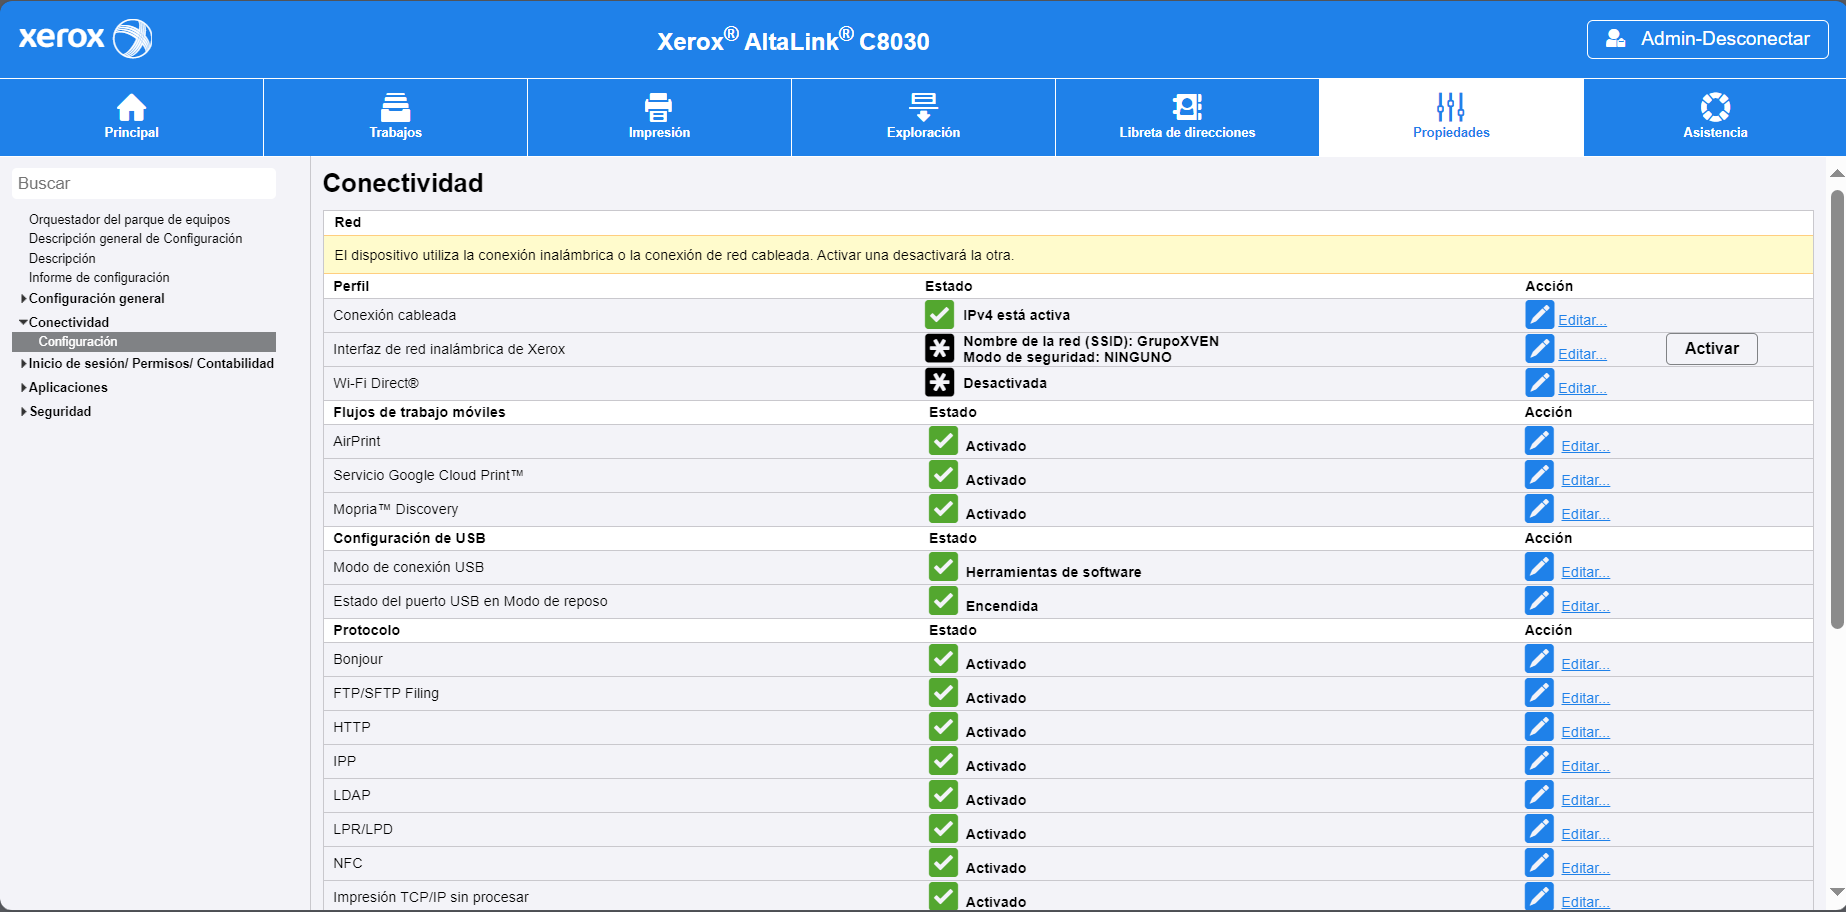 xerox
Xerox® AltaLink® C8030
Admin-Desconectar
Principal
Trabajos
Impresión
Exploración
Libreta de direcciones
Propiedades
Asistencia
Buscar
Orquestador del parque de equipos
Descripción general de Configuración
Descripción
Informe de configuración
Configuración general
Conectividad
Configuración
Inicio de sesión/ Permisos/ Contabilidad
Aplicaciones
Seguridad
Conectividad
Red
El dispositivo utiliza la conexión inalámbrica o la conexión de red cableada. Activar una desactivará la otra.
Perfil Estado Acción
Conexión cableada IPv4 está activa Editar...
Interfaz de red inalámbrica de Xerox Nombre de la red (SSID): GrupoXVEN
Modo de seguridad: NINGUNO Editar... Activar
Wi-Fi Direct® Desactivada Editar...
Flujos de trabajo móviles Estado Acción
AirPrint Activado Editar...
Servicio Google Cloud Print™ Activado Editar...
Mopria™ Discovery Activado Editar...
Configuración de USB Estado Acción
Modo de conexión USB Herramientas de software Editar...
Estado del puerto USB en Modo de reposo Encendida Editar...
Protocolo Estado Acción
Bonjour Activado Editar...
FTP/SFTP Filing Activado Editar...
HTTP Activado Editar...
IPP Activado Editar...
LDAP Activado Editar...
LPR/LPD Activado Editar...
NFC Activado Editar...
Impresión TCP/IP sin procesar Activado Editar...